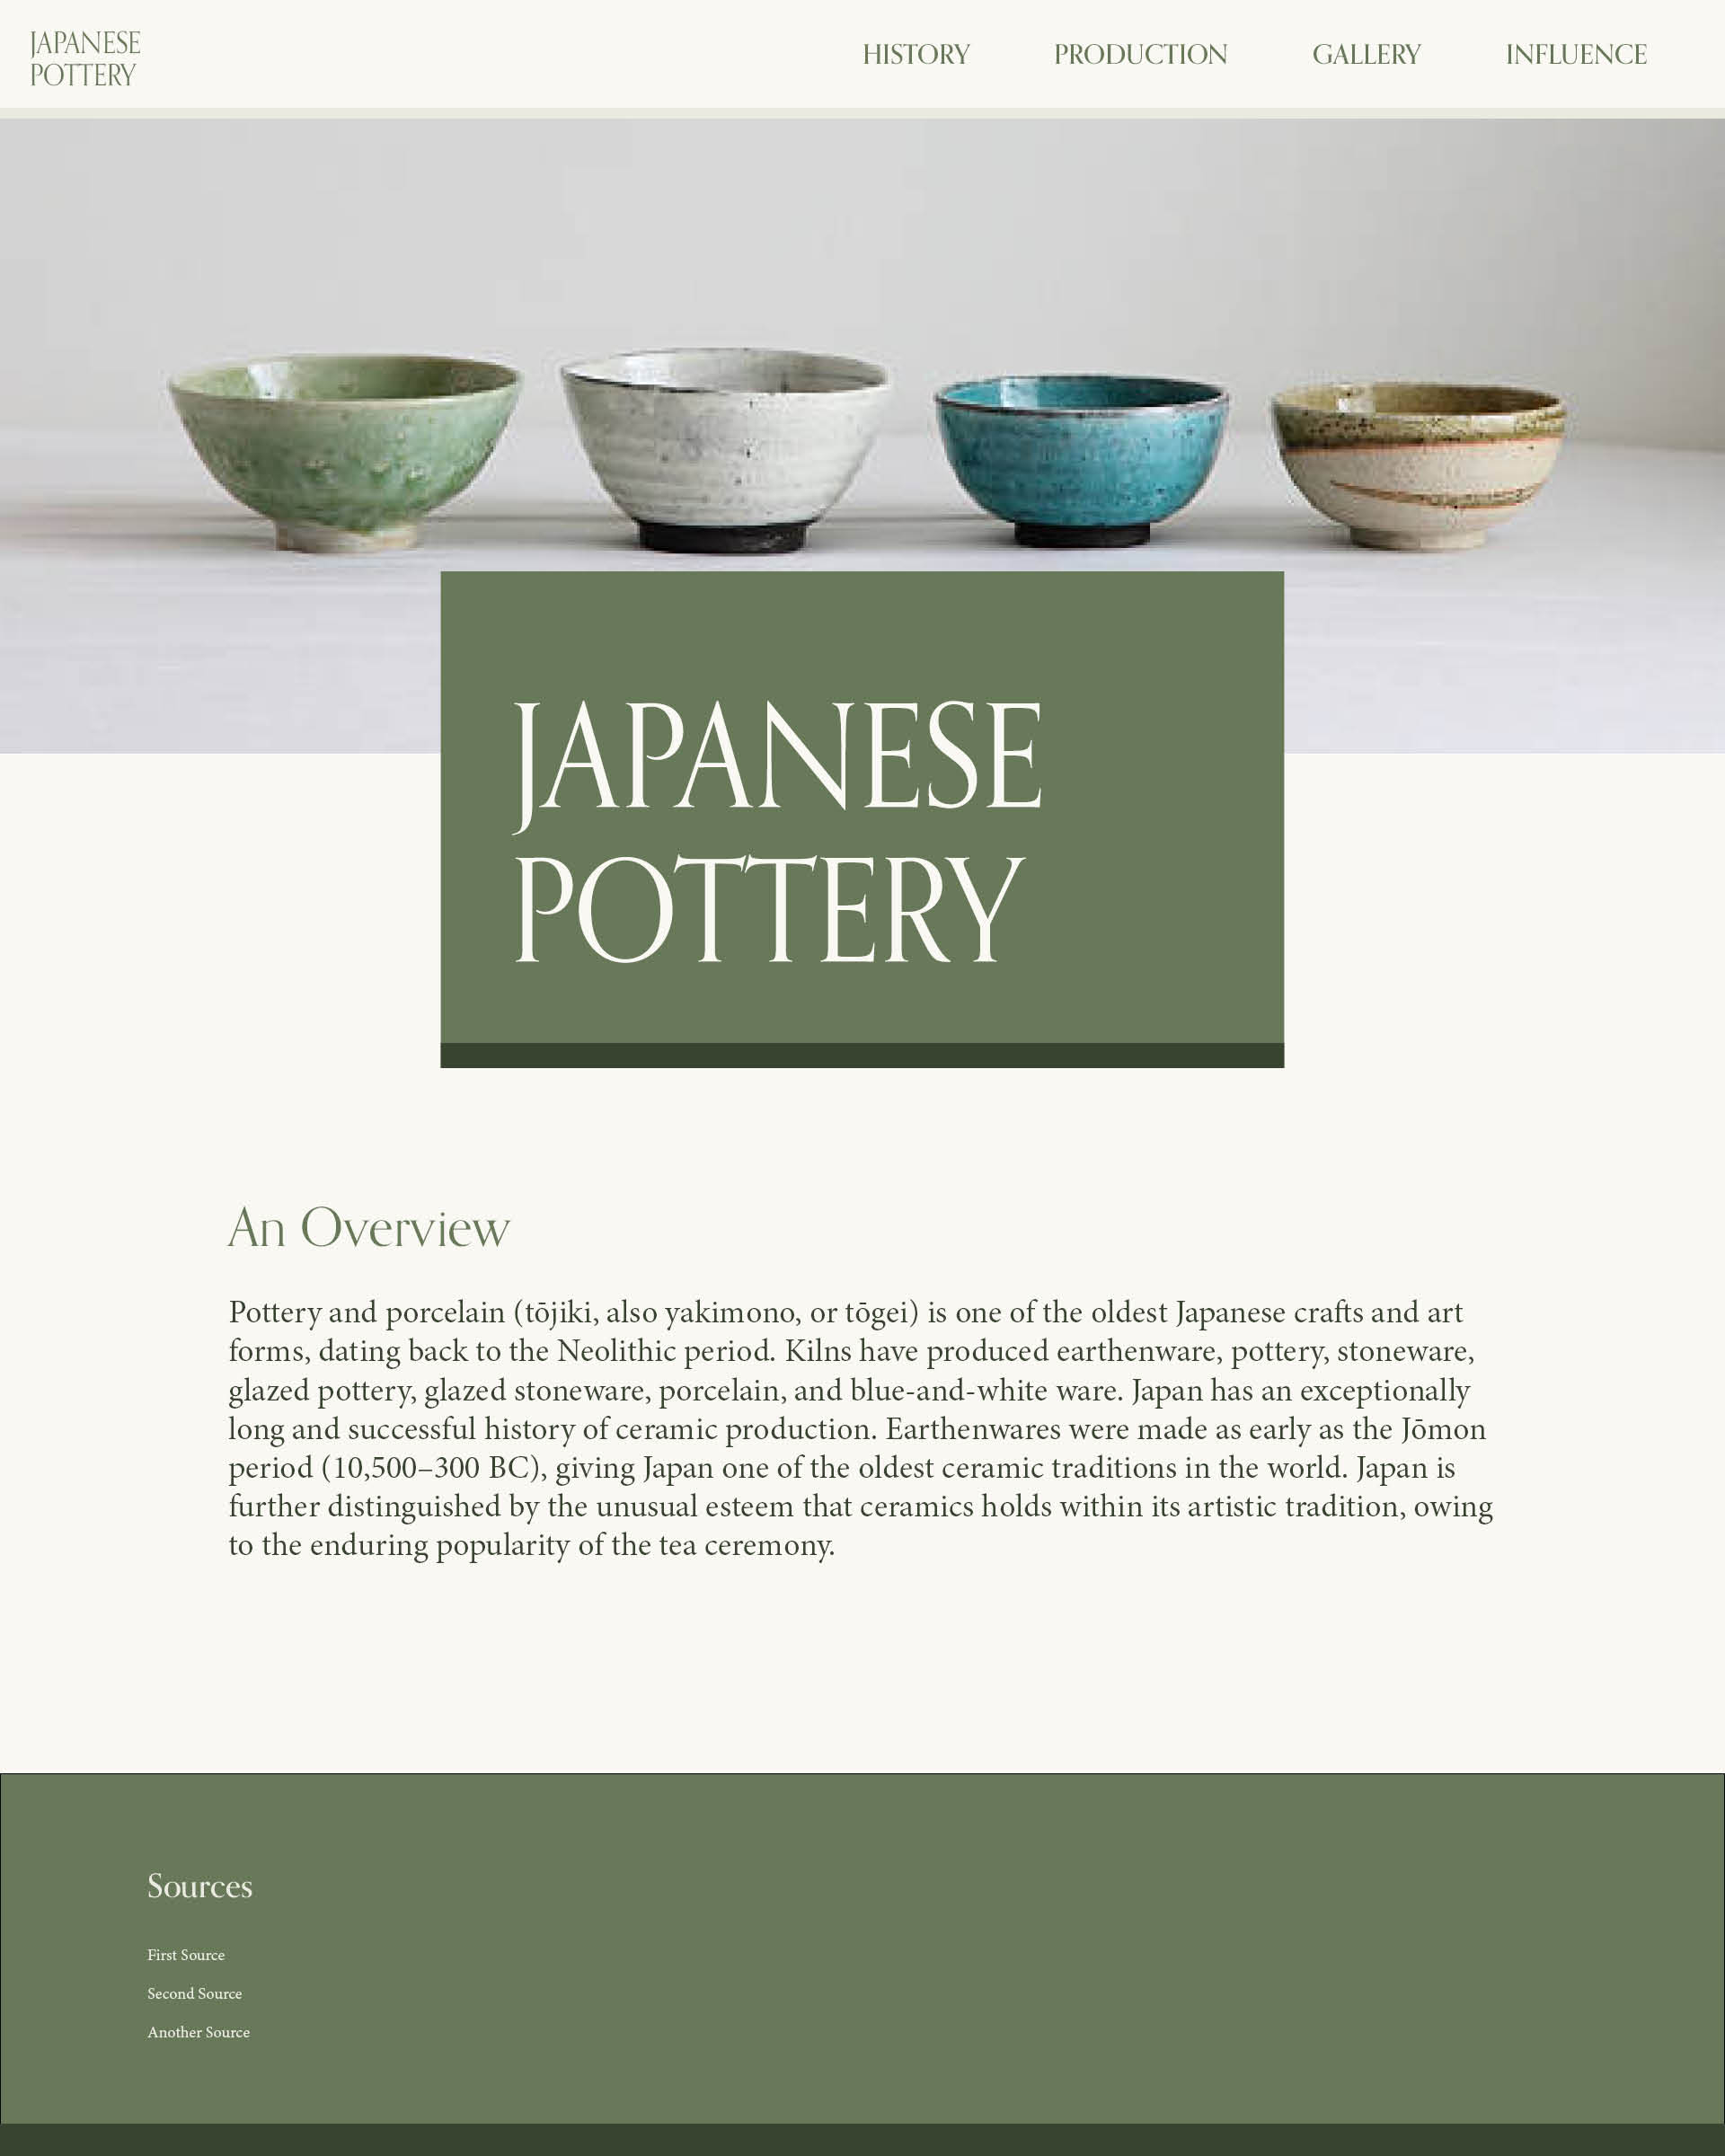 JAPANESE
POTTERY
HISTORY PRODUCTION GALLERY INFLUENCE
JAPANESE
POTTERY
An Overview
Pottery and porcelain (tōjiki, also yakimono, or tōgei) is one of the oldest Japanese crafts and art
forms, dating back to the Neolithic period. Kilns have produced earthenware, pottery, stoneware,
glazed pottery, glazed stoneware, porcelain, and blue-and-white ware. Japan has an exceptionally
long and successful history of ceramic production. Earthenwares were made as early as the Jōmon
period (10,500–300 BC), giving Japan one of the oldest ceramic traditions in the world. Japan is
further distinguished by the unusual esteem that ceramics holds within its artistic tradition, owing
to the enduring popularity of the tea ceremony.
Sources
First Source
Second Source
Another Source